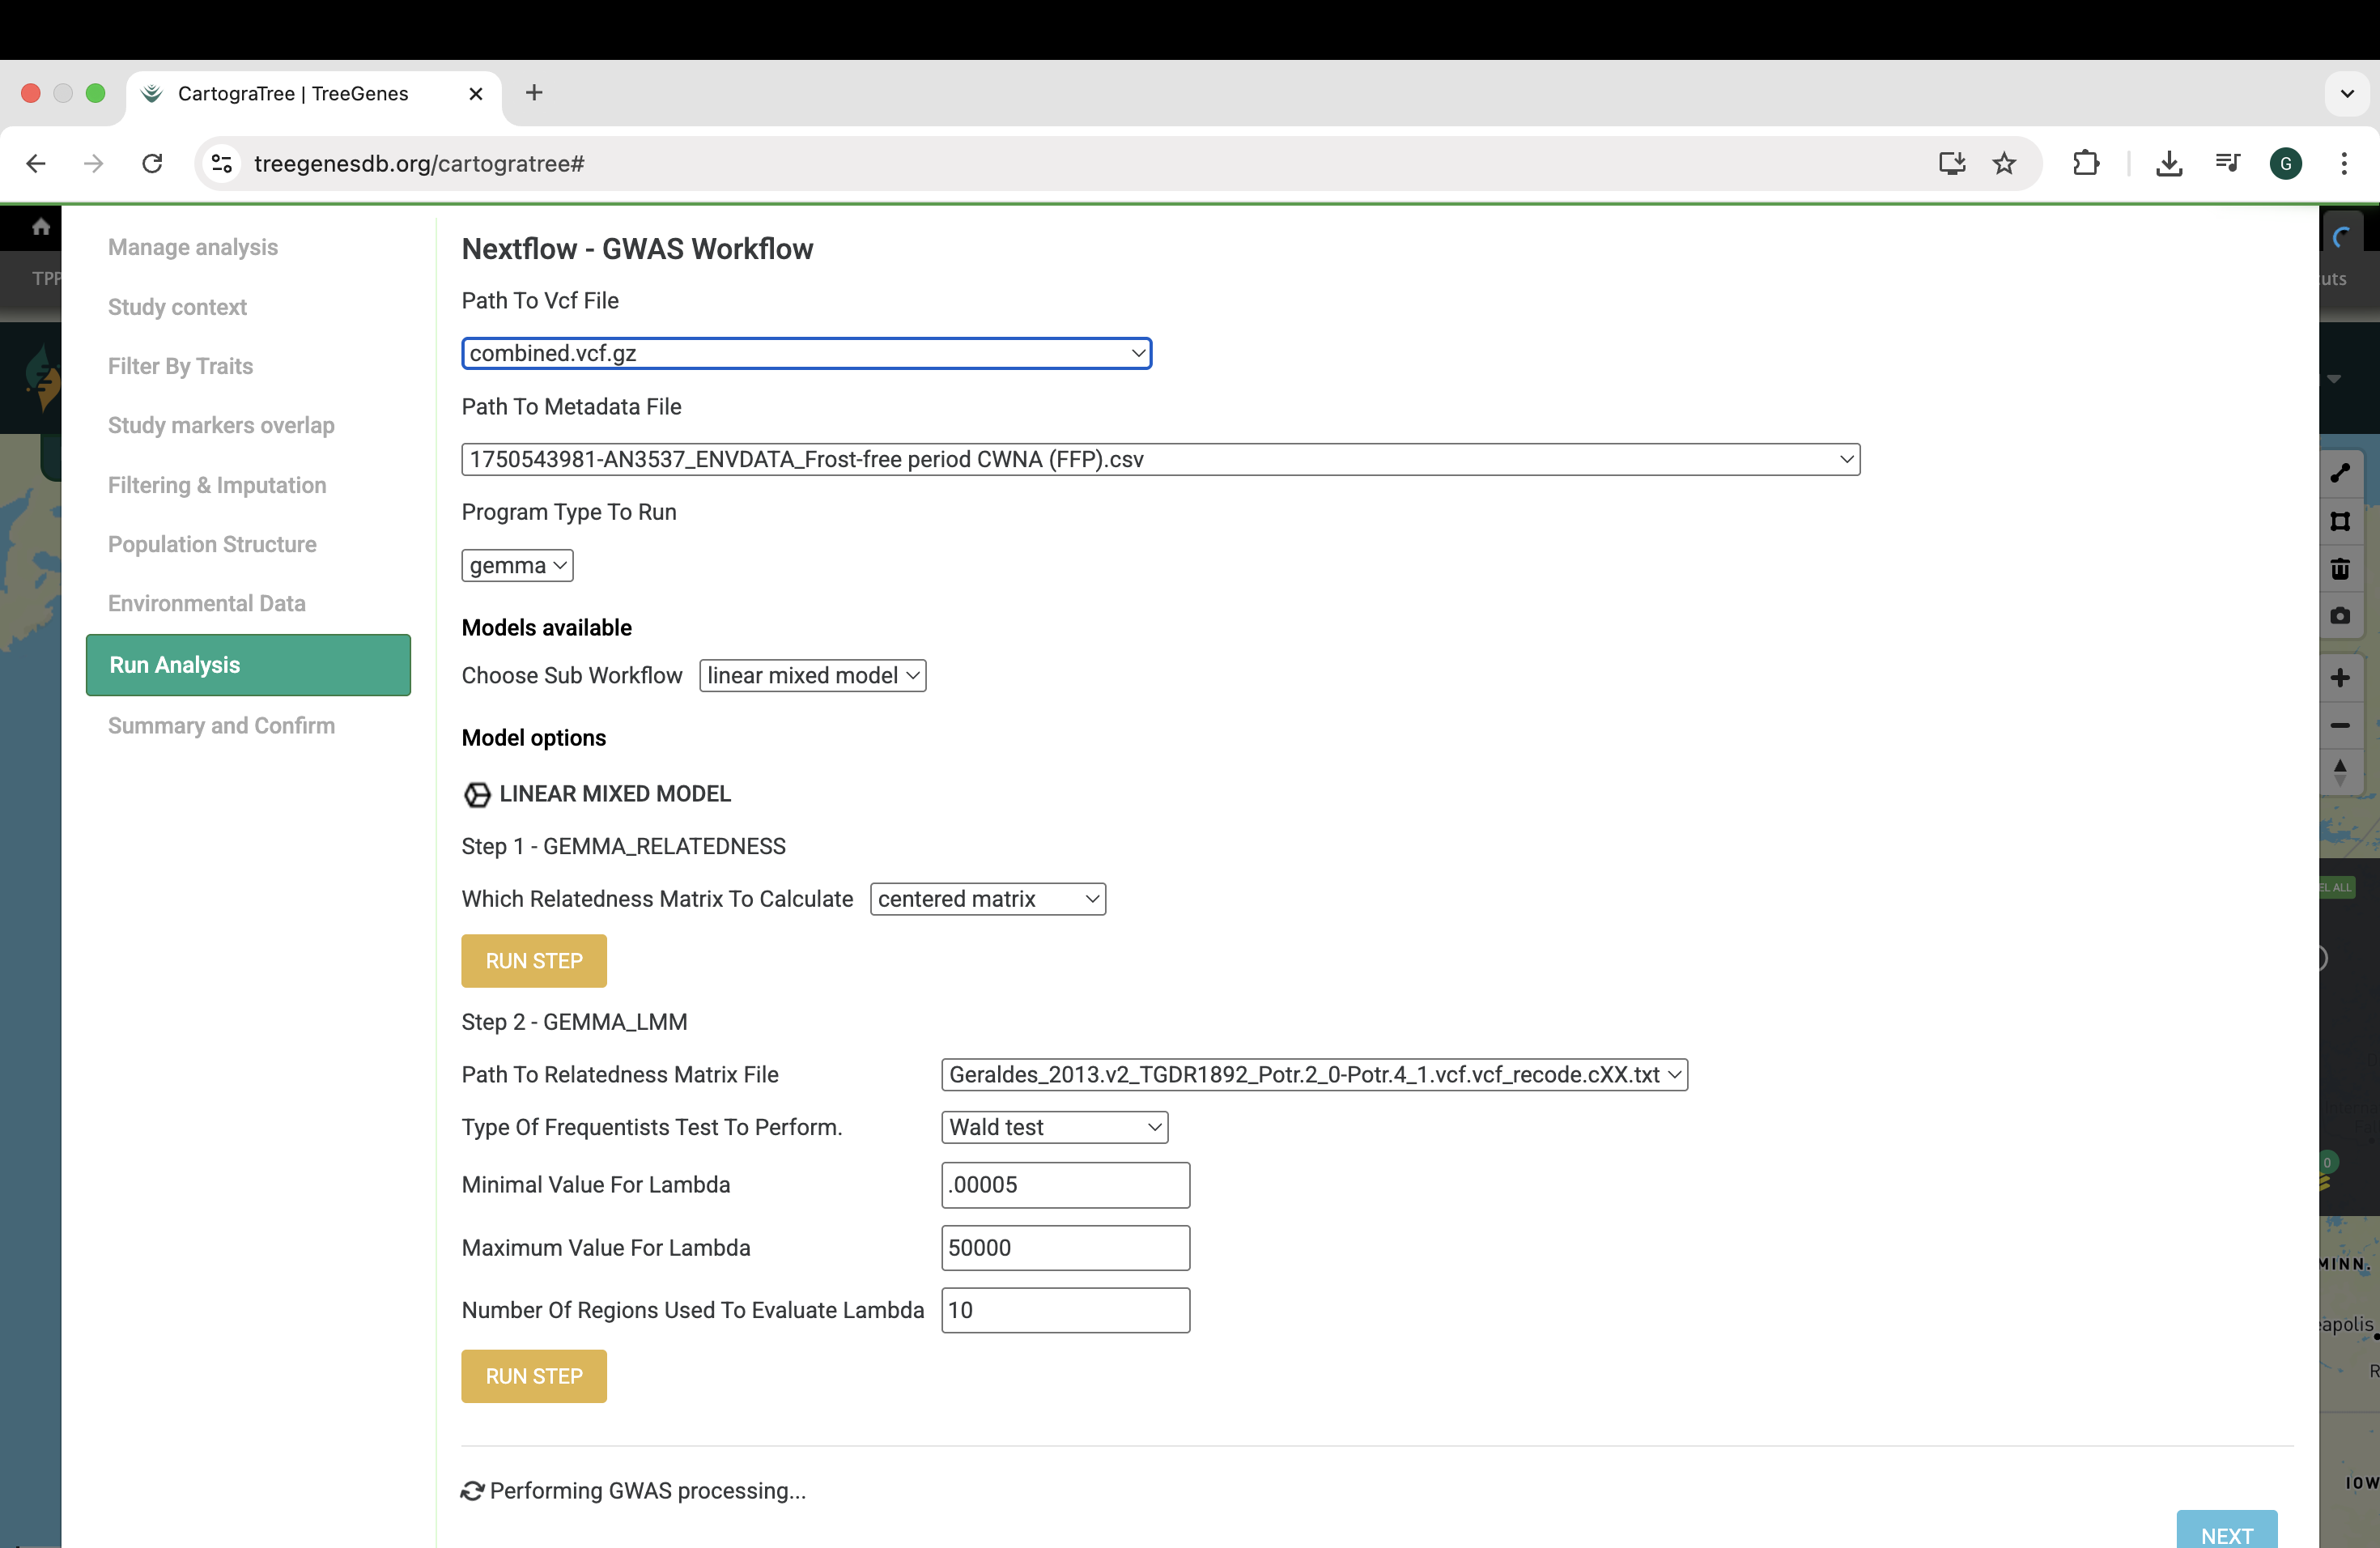 CartograTree | TreeGenes
treegenesdb.org/cartogratree#
G
TPP
Manage analysis
Study context
Filter By Traits
Study markers overlap
Filtering & Imputation
Population Structure
Environmental Data
Run Analysis
Summary and Confirm
Nextflow - GWAS Workflow
Path To Vcf File
combined.vcf.gz
Path To Metadata File
1750543981-AN3537_ENVDATA_Frost-free period CWNA (FFP).csv
Program Type To Run
gemma
Models available
Choose Sub Workflow linear mixed model
Model options
LINEAR MIXED MODEL
Step 1 - GEMMA_RELATEDNESS
Which Relatedness Matrix To Calculate centered matrix
RUN STEP
Step 2 - GEMMA_LMM
Path To Relatedness Matrix File Geraldes_2013.v2_TGDR1892_Potr.2_0-Potr.4_1.vcf.vcf_recode.cXX.txt
Type Of Frequentists Test To Perform. Wald test
Minimal Value For Lambda .00005
Maximum Value For Lambda 50000
Number Of Regions Used To Evaluate Lambda 10
RUN STEP
Performing GWAS processing...
NEXT
uts
EL ALL
0
MINN.
eapolis
R
IOW